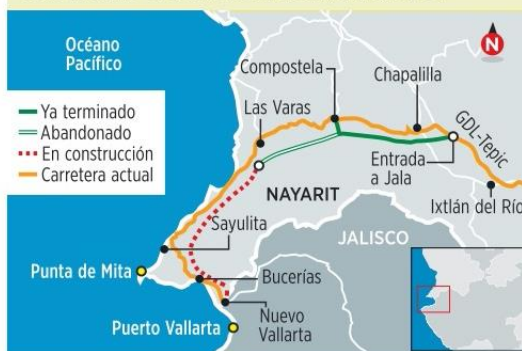 Océano
Pacífico
N
Compostela
Chapalilla
Las Varas
GDL-Tepic
Ya terminado
Abandonado
En construcción
Carretera actual
Entrada
a Jala
NAYARIT
Ixtlán del Río
Sayulita
JALISCO
Punta de Mita
Bucerías
Nuevo
Vallarta
Puerto Vallarta